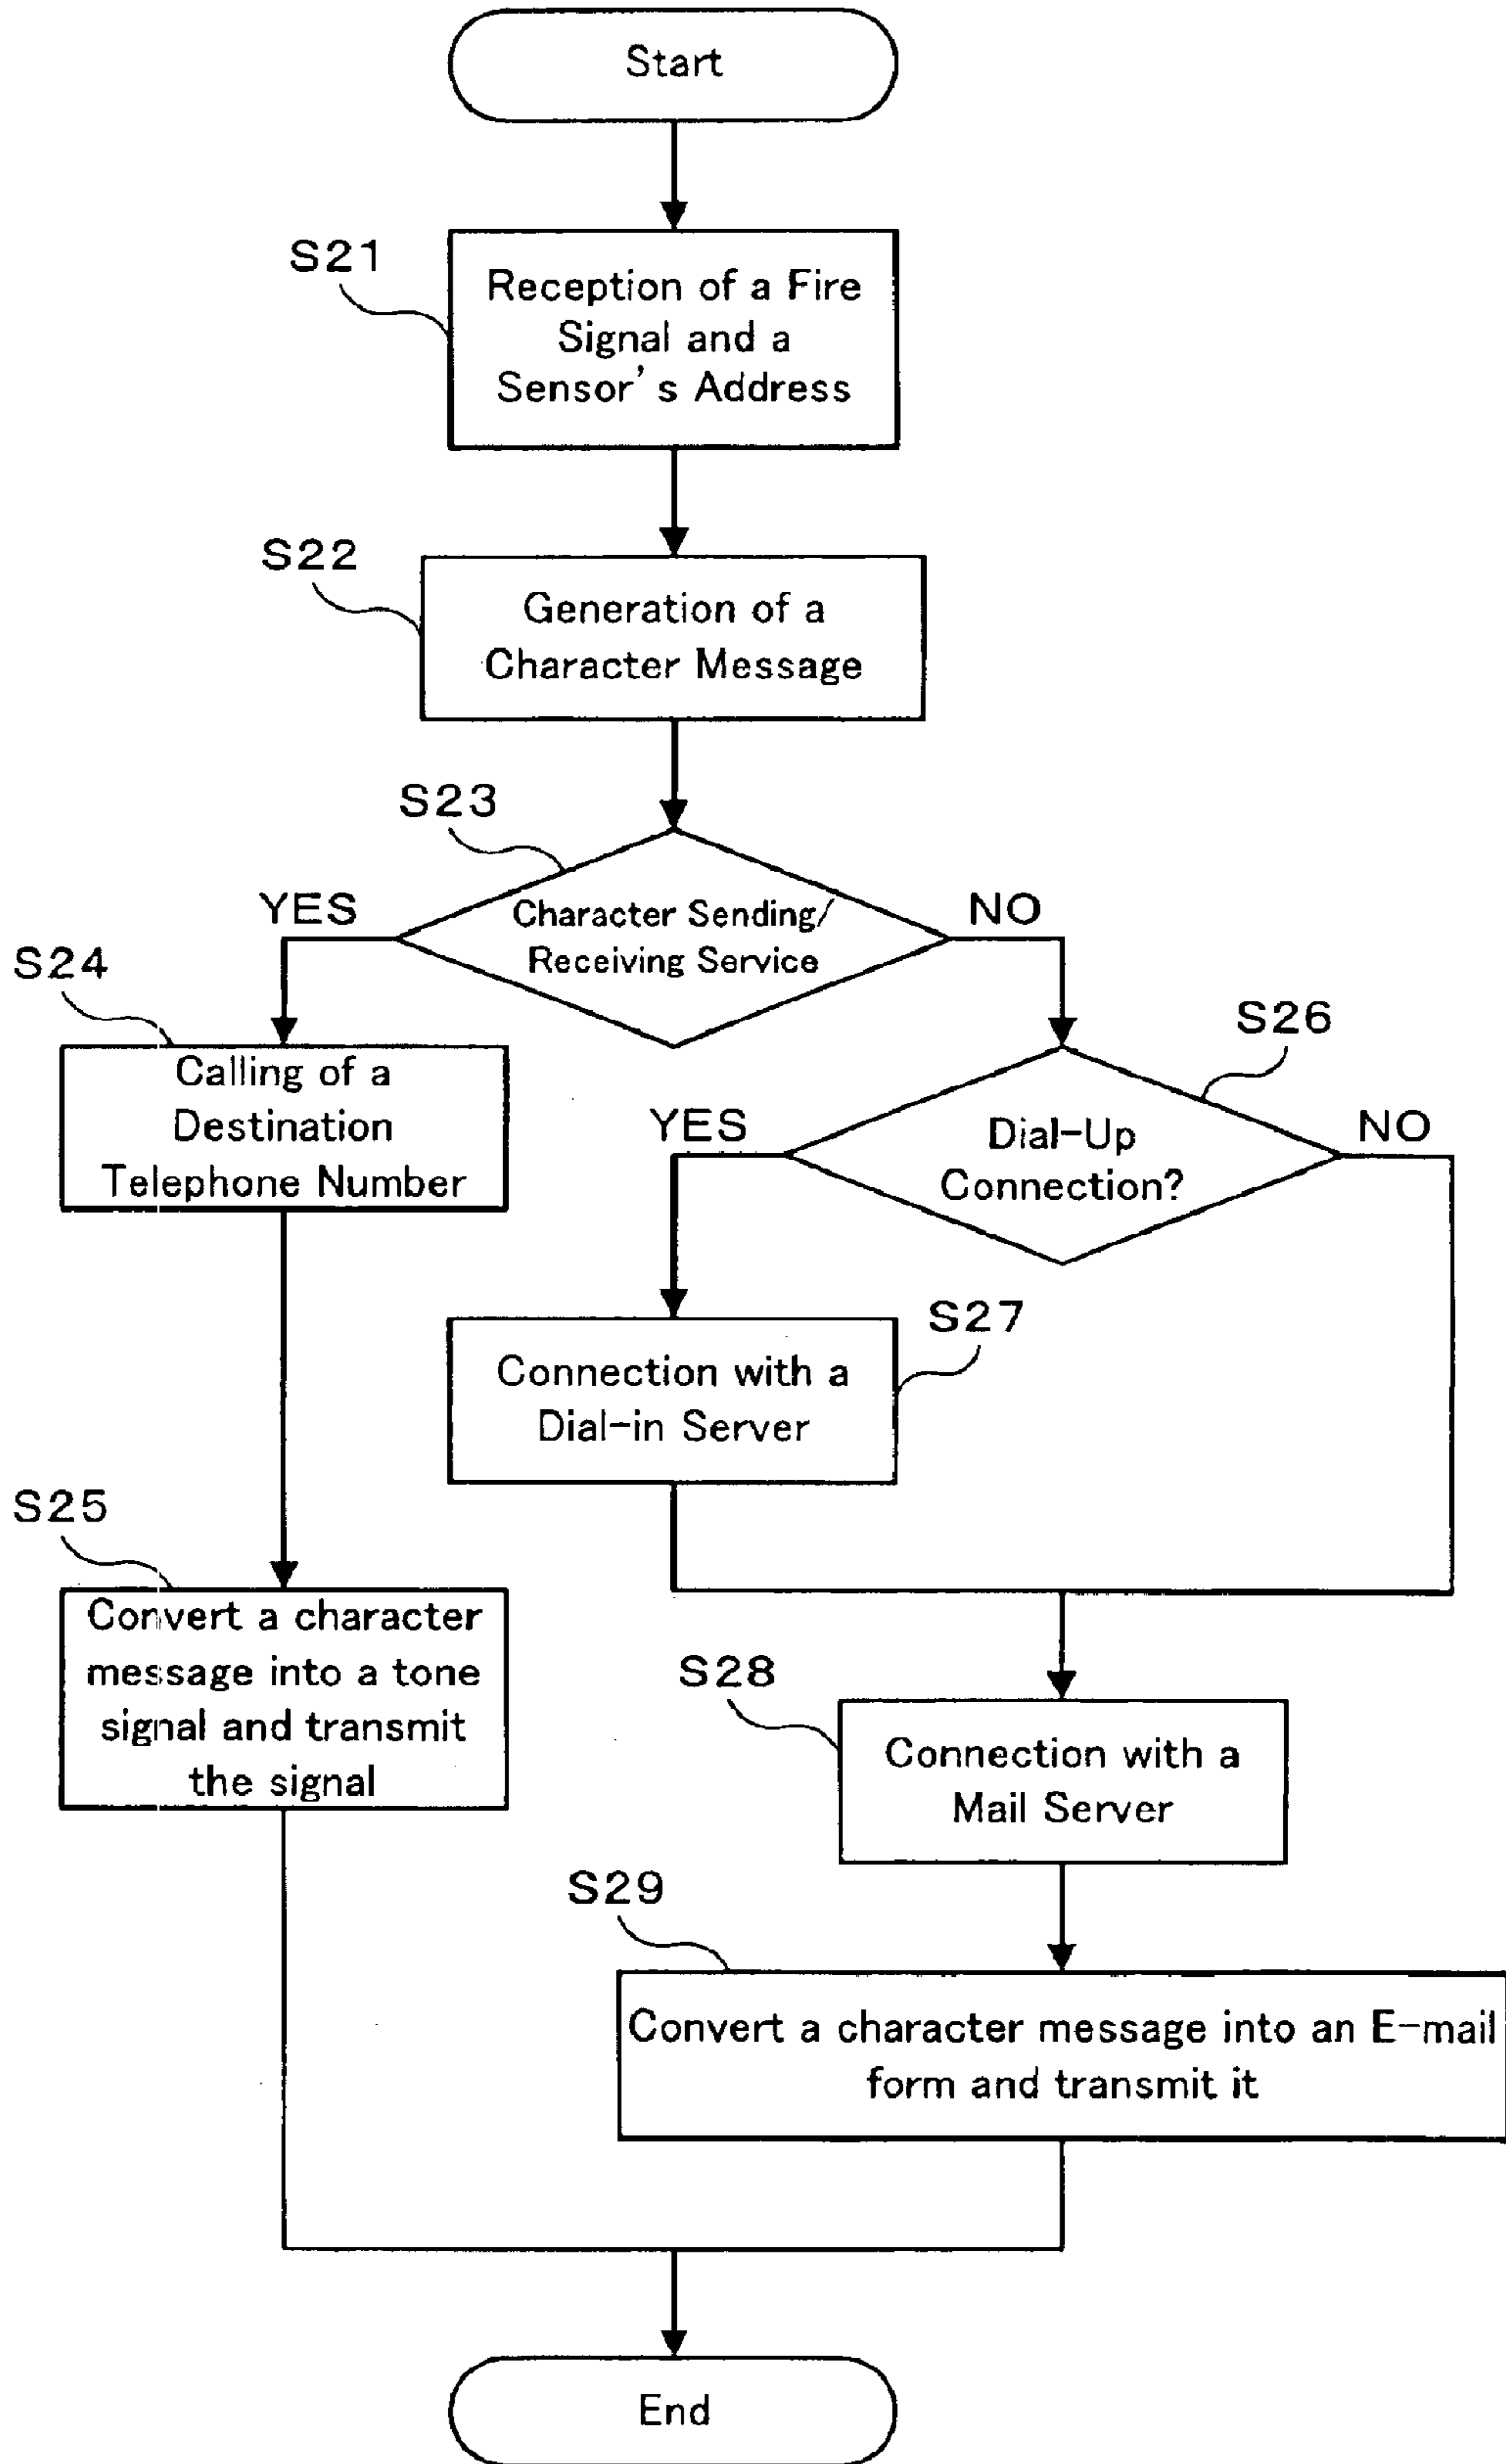 Start
S21
Reception of a Fire
Signal and a
Sensor's Address
S22
Generation of a
Character Message
S23
YES
Character Sending/
Receiving Service
NO
S24
Calling of a
Destination
Telephone Number
S26
YES
Dial-Up
Connection?
NO
S27
Connection with a
Dial-in Server
S25
Convert a character
message into a tone
signal and transmit
the signal
S28
Connection with a
Mail Server
S29
Convert a character message into an E-mail
form and transmit it
End